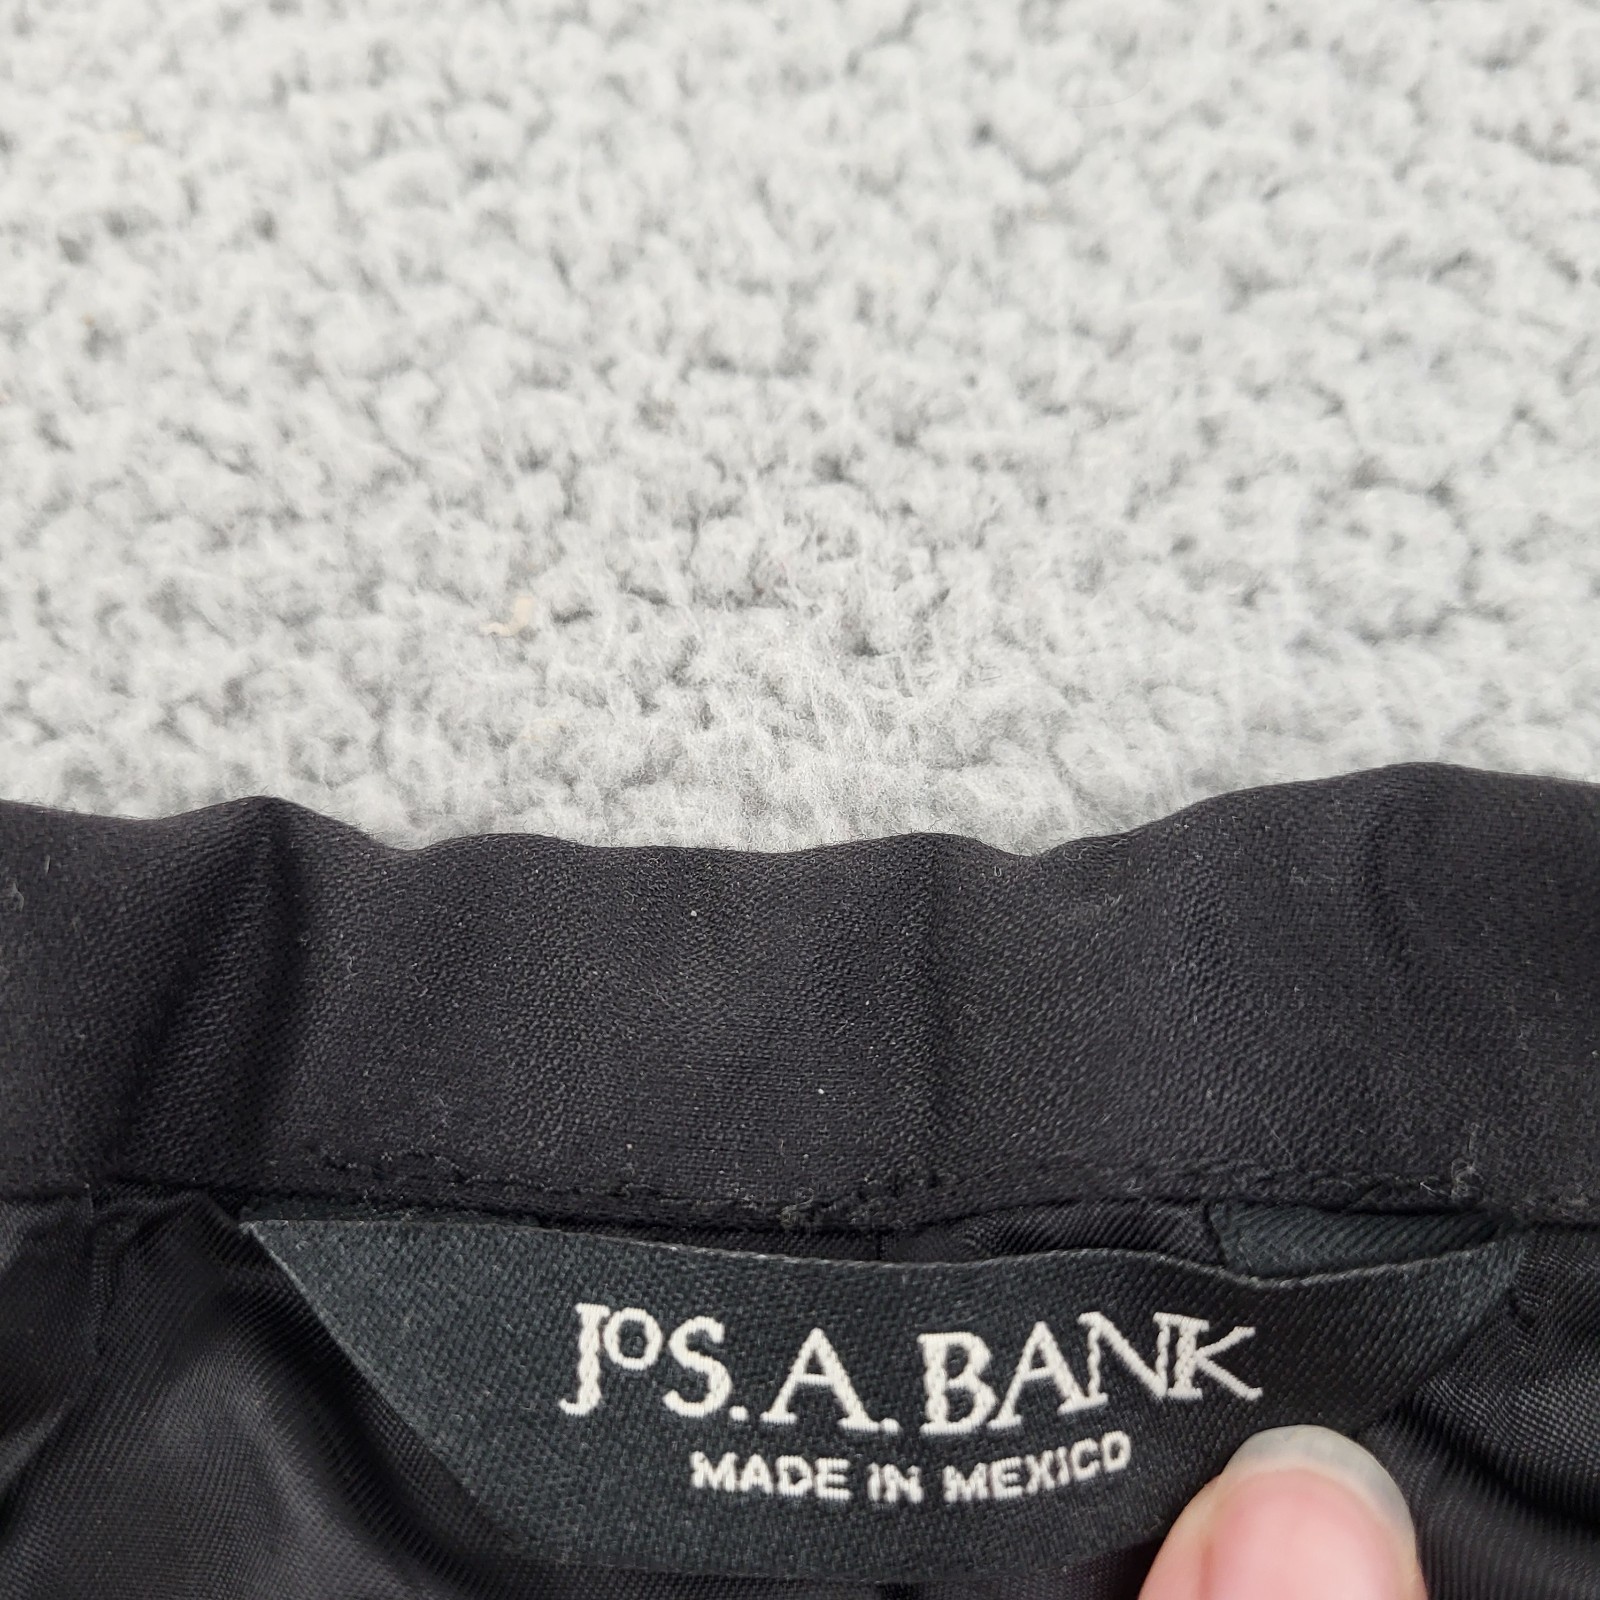 JOS. A. BANK
MADE IN MEXICO